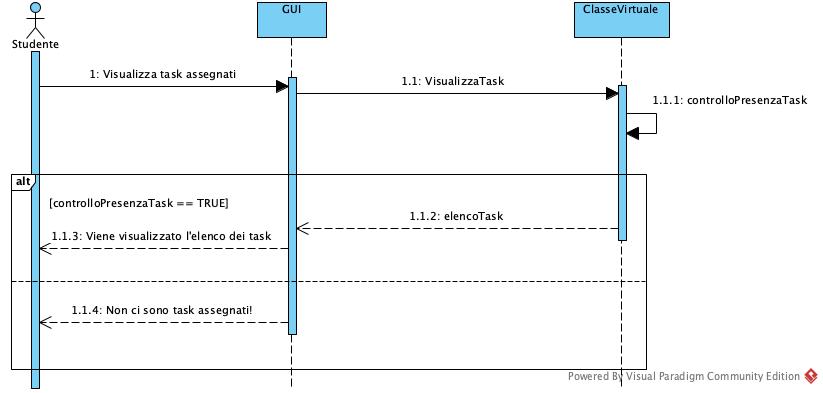 Studente
GUI
ClasseVirtuale
1: Visualizza task assegnati
1.1: VisualizzaTask
1.1.1: controlloPresenzaTask
alt
[controlloPresenzaTask == TRUE]
1.1.2: elencoTask
1.1.3: Viene visualizzato l'elenco dei task
1.1.4: Non ci sono task assegnati!
Powered By Visual Paradigm Community Edition